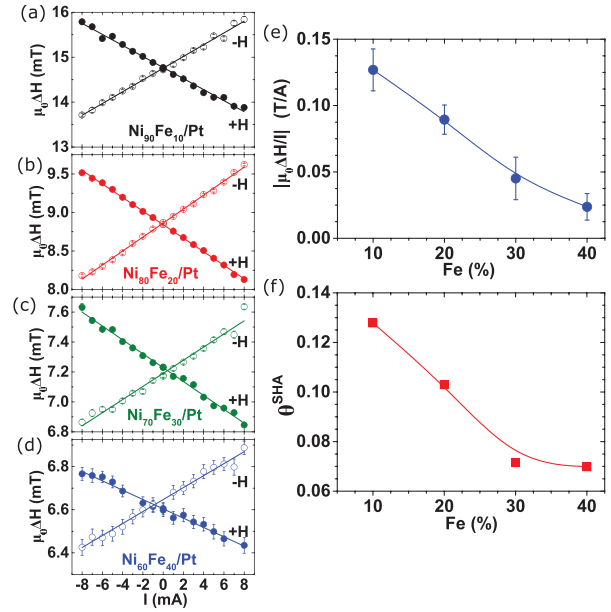 (a)
16
15
14
13
μ₀ΔH (mT)
-H
+H
Ni₉₀Fe₁₀/Pt
(b)
9.5
9.0
8.5
8.0
μ₀ΔH (mT)
-H
+H
Ni₈₀Fe₂₀/Pt
(c)
7.6
7.4
7.2
7.0
6.8
μ₀ΔH (mT)
-H
+H
Ni₇₀Fe₃₀/Pt
(d)
6.8
6.6
6.4
μ₀ΔH (mT)
-H
+H
Ni₆₀Fe₄₀/Pt
-8 -6 -4 -2 0 2 4 6 8
I (mA)
(e)
0.15
0.10
0.05
0.00
|μ₀ΔH/I| (T/A)
10 20 30 40
Fe (%)
(f)
0.14
0.12
0.10
0.08
0.06
θˢᴴᴬ
10 20 30 40
Fe (%)